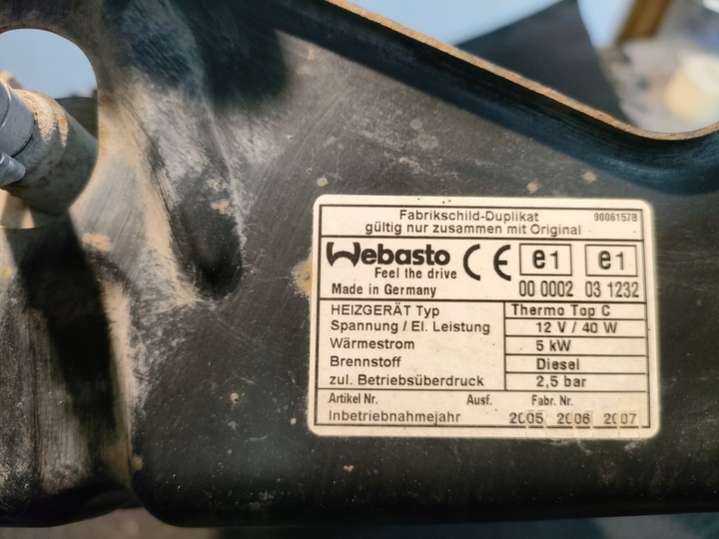 Fabrikschild-Duplikat 90061578
gültig nur zusammen mit Original
Webasto CE e1 e1
Feel the drive
Made in Germany 00 0002 03 1232
HEIZGERÄT Typ Thermo Top C
Spannung / El. Leistung 12 V / 40 W
Wärmestrom 5 kW
Brennstoff Diesel
zul. Betriebsüberdruck 2,5 bar
Artikel Nr. Ausf. Fabr. Nr.
Inbetriebnahmejahr 2005 2006 2007